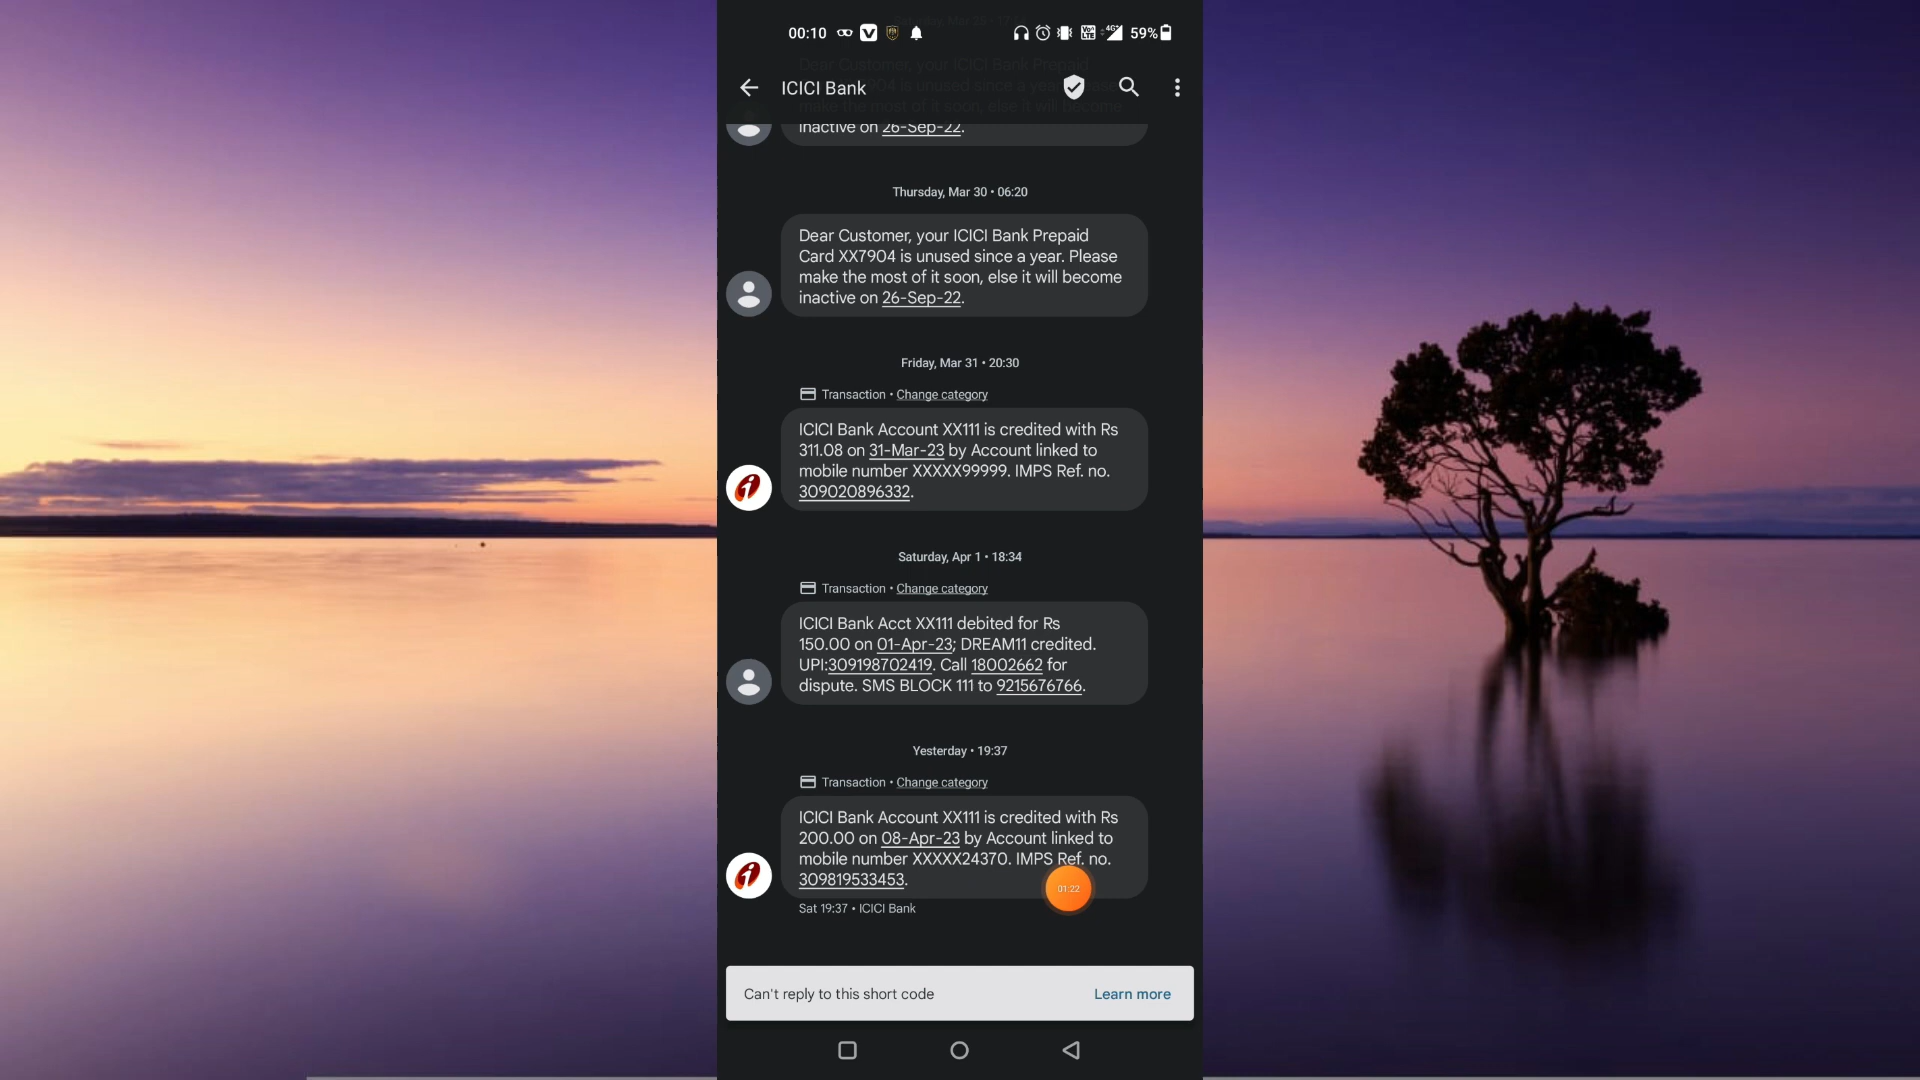 00:10
4G
59%
Dear Customer, your ICICI Bank Prepaid
ICICI Bank
inactive on 26-Sep-22.
Thursday, Mar 30 • 06:20
Dear Customer, your ICICI Bank Prepaid
Card XX7904 is unused since a year. Please
make the most of it soon, else it will become
inactive on 26-Sep-22.
Friday, Mar 31 • 20:30
Transaction • Change category
ICICI Bank Account XX111 is credited with Rs
311.08 on 31-Mar-23 by Account linked to
mobile number XXXXX99999. IMPS Ref. no.
309020896332.
Saturday, Apr 1 • 18:34
Transaction • Change category
ICICI Bank Acct XX111 debited for Rs
150.00 on 01-Apr-23; DREAM11 credited.
UPI:309198702419. Call 18002662 for
dispute. SMS BLOCK 111 to 9215676766.
Yesterday • 19:37
Transaction • Change category
ICICI Bank Account XX111 is credited with Rs
200.00 on 08-Apr-23 by Account linked to
mobile number XXXXX24370. IMPS Ref. no.
309819533453.
01:22
Sat 19:37 • ICICI Bank
Can't reply to this short code
Learn more